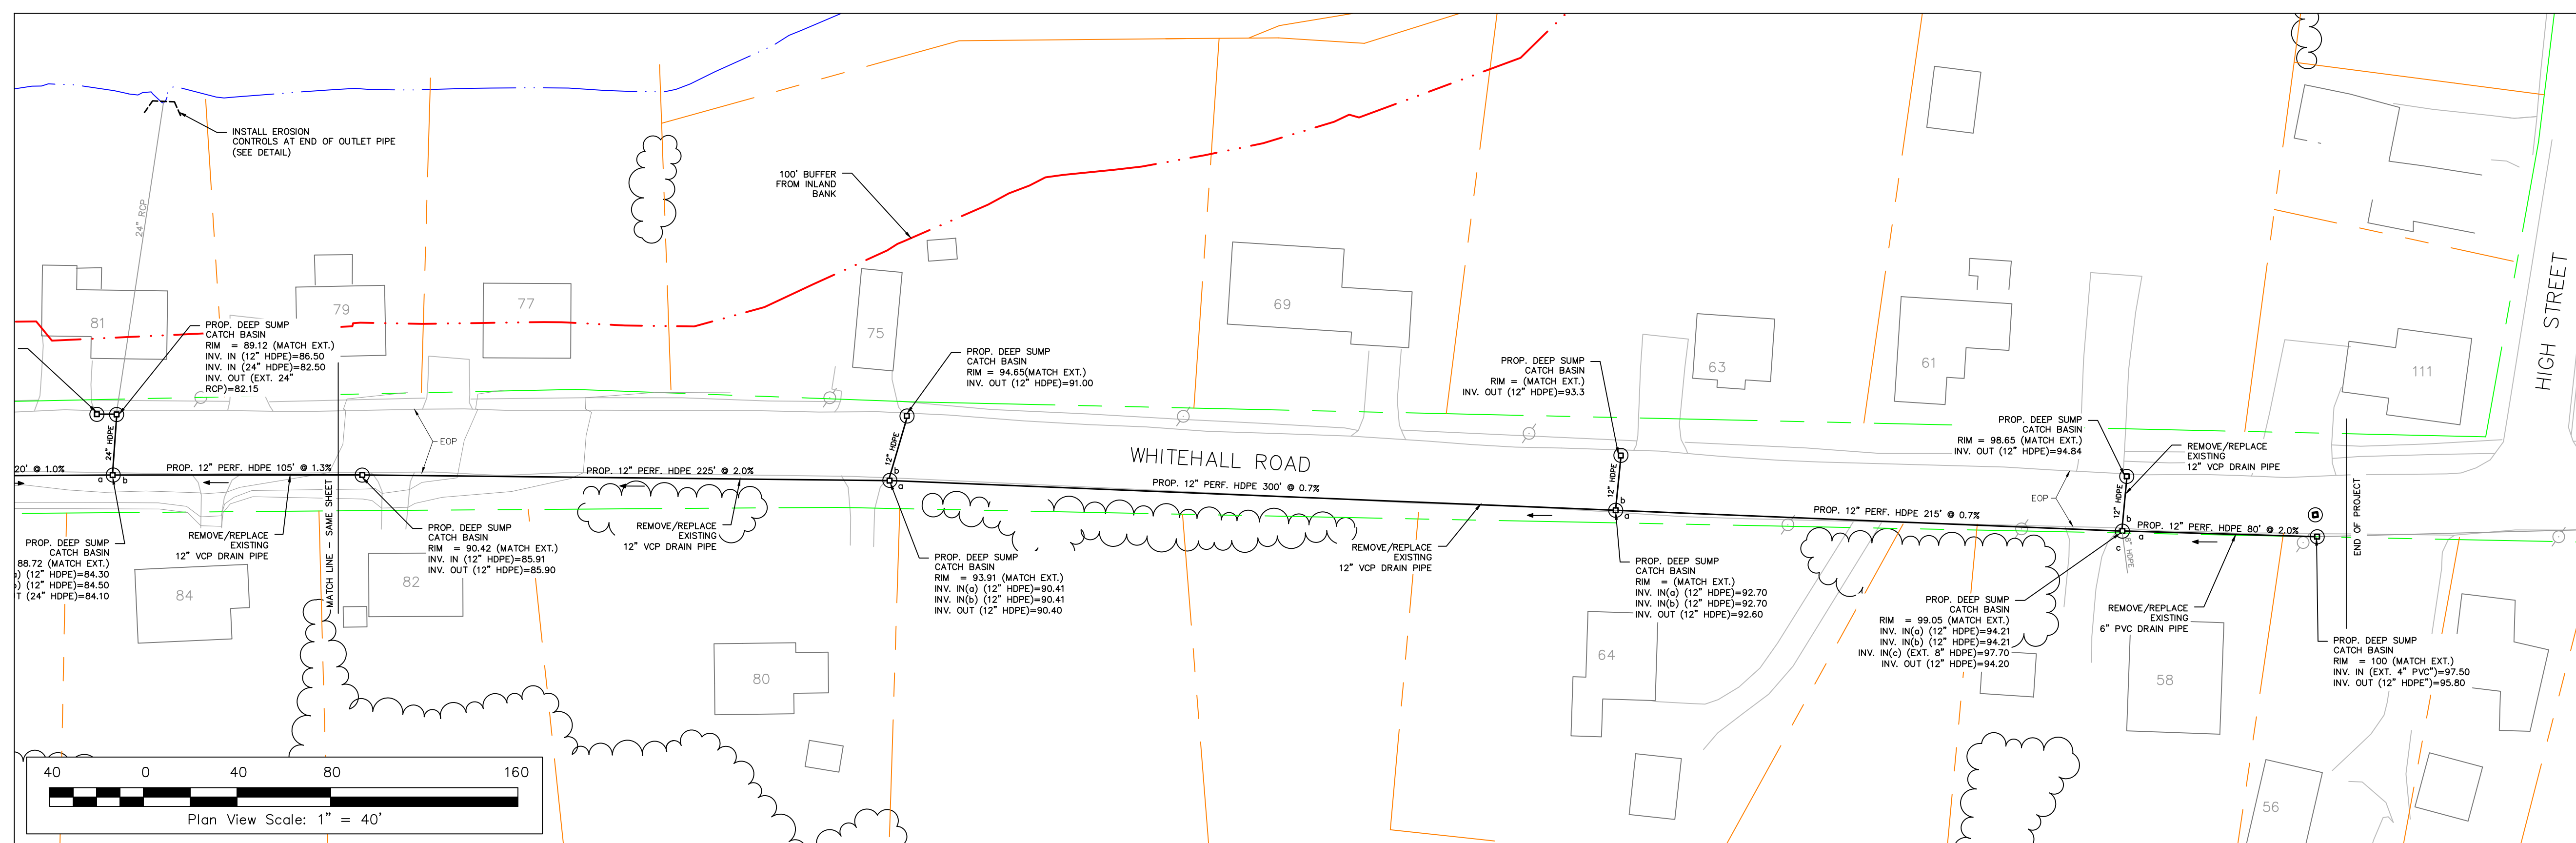 INSTALL EROSION
CONTROLS AT END OF OUTLET PIPE
(SEE DETAIL)
24" RCP
100' BUFFER
FROM INLAND
BANK
81
79
77
75
69
63
61
111
HIGH STREET
PROP. DEEP SUMP
CATCH BASIN
RIM = 89.12 (MATCH EXT.)
INV. IN (12" HDPE)=86.50
INV. IN (24" HDPE)=82.50
INV. OUT (EXT. 24"
RCP)=82.15
PROP. DEEP SUMP
CATCH BASIN
RIM = 94.65(MATCH EXT.)
INV. OUT (12" HDPE)=91.00
PROP. DEEP SUMP
CATCH BASIN
RIM = (MATCH EXT.)
INV. OUT (12" HDPE)=93.3
PROP. DEEP SUMP
CATCH BASIN
RIM = 98.65 (MATCH EXT.)
INV. OUT (12" HDPE)=94.84
REMOVE/REPLACE
EXISTING
12" VCP DRAIN PIPE
EOP
EOP
24" HDPE
12" HDPE
12" HDPE
12" HDPE
WHITEHALL ROAD
20' @ 1.0%
PROP. 12" PERF. HDPE 105' @ 1.3%
PROP. 12" PERF. HDPE 225' @ 2.0%
PROP. 12" PERF. HDPE 300' @ 0.7%
PROP. 12" PERF. HDPE 215' @ 0.7%
PROP. 12" PERF. HDPE 80' @ 2.0%
a
b
b
a
b
a
b
a
c
8" HDPE
MATCH LINE - SAME SHEET
END OF PROJECT
PROP. DEEP SUMP
CATCH BASIN
88.72 (MATCH EXT.)
) (12" HDPE)=84.30
) (12" HDPE)=84.50
(24" HDPE)=84.10
REMOVE/REPLACE
EXISTING
12" VCP DRAIN PIPE
PROP. DEEP SUMP
CATCH BASIN
RIM = 90.42 (MATCH EXT.)
INV. IN (12" HDPE)=85.91
INV. OUT (12" HDPE)=85.90
REMOVE/REPLACE
EXISTING
12" VCP DRAIN PIPE
PROP. DEEP SUMP
CATCH BASIN
RIM = 93.91 (MATCH EXT.)
INV. IN(a) (12" HDPE)=90.41
INV. IN(b) (12" HDPE)=90.41
INV. OUT (12" HDPE)=90.40
REMOVE/REPLACE
EXISTING
12" VCP DRAIN PIPE
PROP. DEEP SUMP
CATCH BASIN
RIM = (MATCH EXT.)
INV. IN(a) (12" HDPE)=92.70
INV. IN(b) (12" HDPE)=92.70
INV. OUT (12" HDPE)=92.60
PROP. DEEP SUMP
CATCH BASIN
RIM = 99.05 (MATCH EXT.)
INV. IN(a) (12" HDPE)=94.21
INV. IN(b) (12" HDPE)=94.21
INV. IN(c) (EXT. 8" HDPE)=97.70
INV. OUT (12" HDPE)=94.20
REMOVE/REPLACE
EXISTING
6" PVC DRAIN PIPE
PROP. DEEP SUMP
CATCH BASIN
RIM = 100 (MATCH EXT.)
INV. IN (EXT. 4" PVC")=97.50
INV. OUT (12" HDPE")=95.80
84
82
80
64
58
56
40 0 40 80 160
Plan View Scale: 1" = 40'